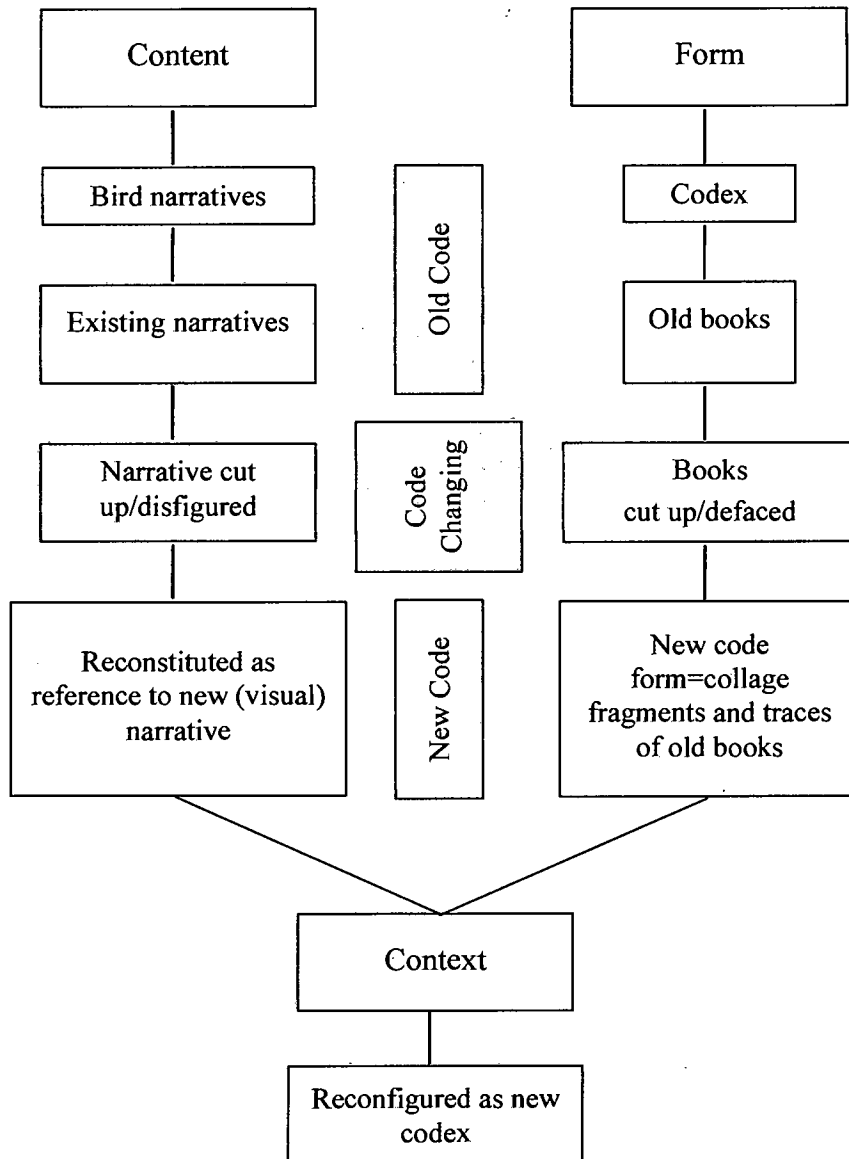 Content
Form
Bird narratives
Codex
Old Code
Existing narratives
Old books
Narrative cut
up/disfigured
Code
Changing
Books
cut up/defaced
Reconstituted as
reference to new (visual)
narrative
New Code
New code
form=collage
fragments and traces
of old books
Context
Reconfigured as new
codex